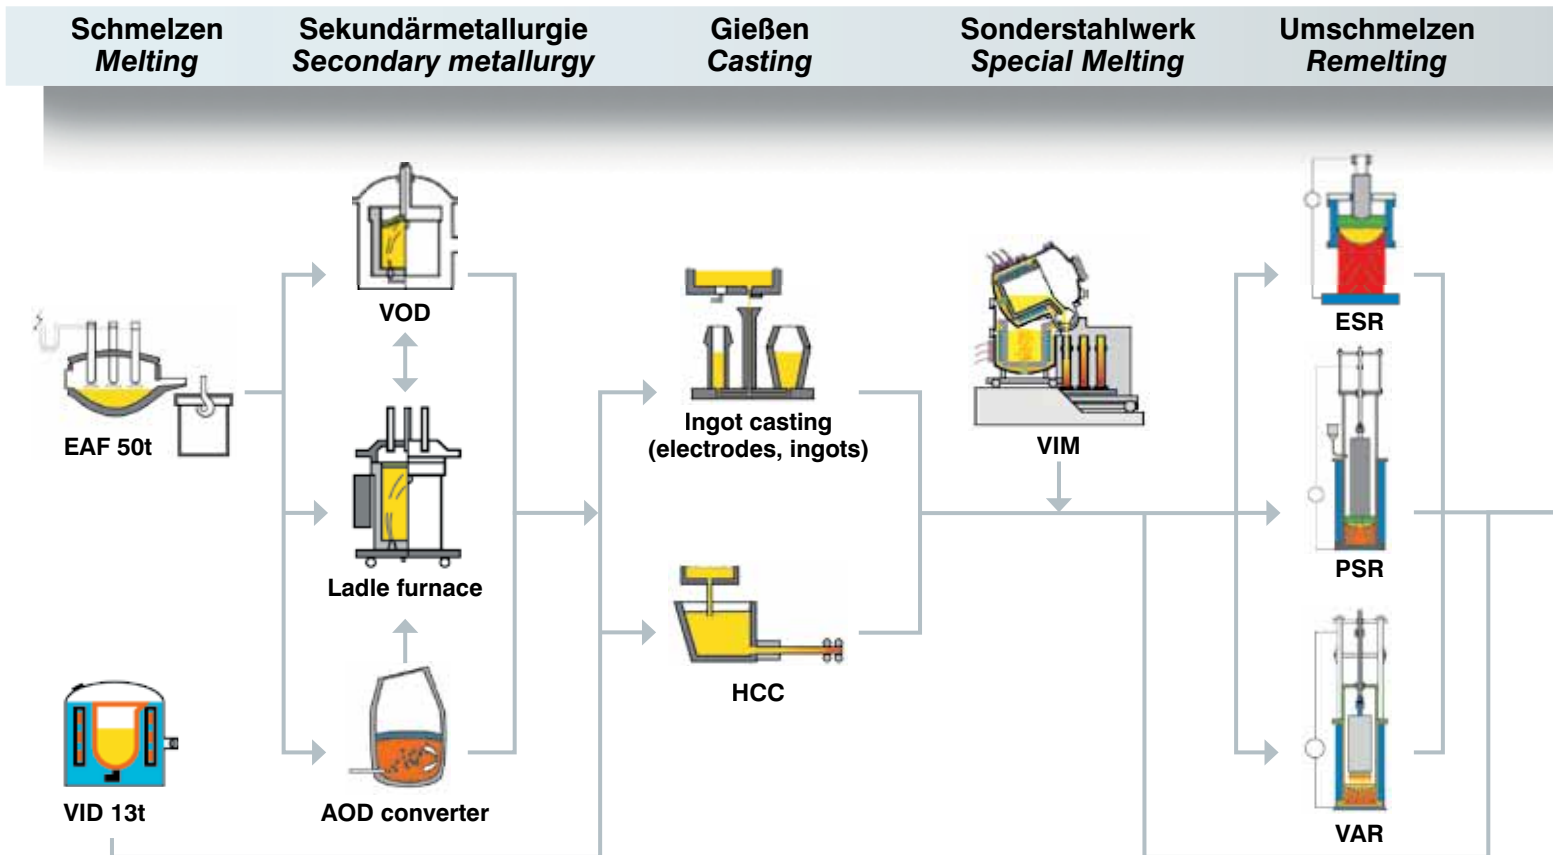 Schmelzen
Melting
Sekundärmetallurgie
Secondary metallurgy
Gießen
Casting
Sonderstahlwerk
Special Melting
Umschmelzen
Remelting
VOD
EAF 50t
Ladle furnace
VID 13t
AOD converter
Ingot casting
(electrodes, ingots)
HCC
VIM
ESR
PSR
VAR